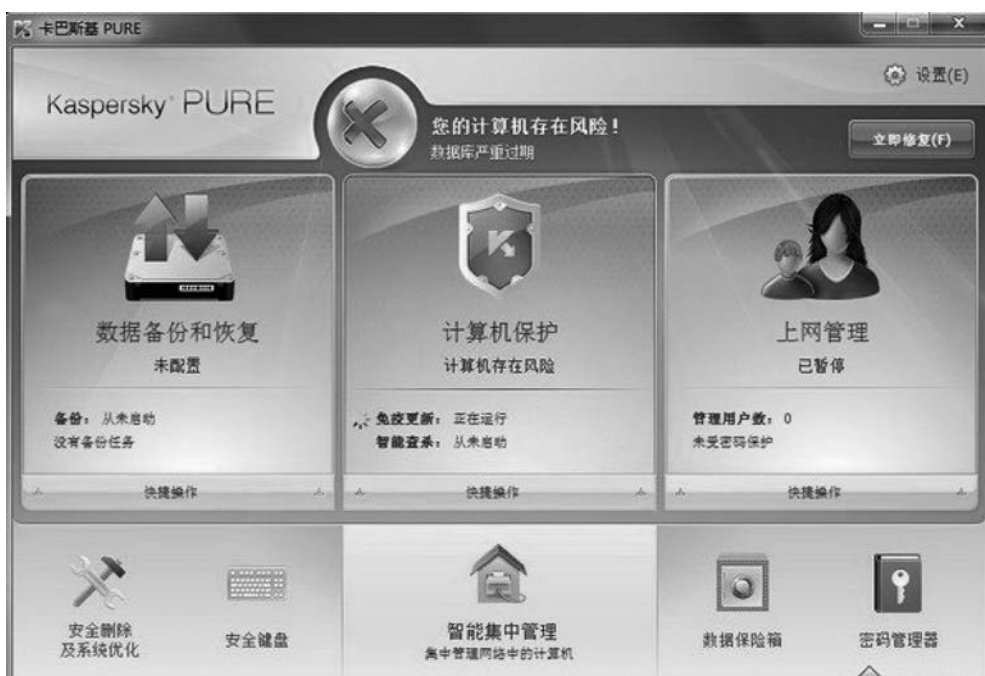 卡巴斯基 PURE
设置(E)
Kaspersky PURE
您的计算机存在风险！
数据库严重过期
立即修复(F)
数据备份和恢复
未配置
备份： 从未启动
没有备份任务
快捷操作
计算机保护
计算机存在风险
免疫更新： 正在运行
智能查杀： 从未启动
快捷操作
上网管理
已暂停
管理用户数： 0
未受密码保护
快捷操作
安全删除
及系统优化
安全键盘
智能集中管理
集中管理网络中的计算机
数据保险箱
密码管理器